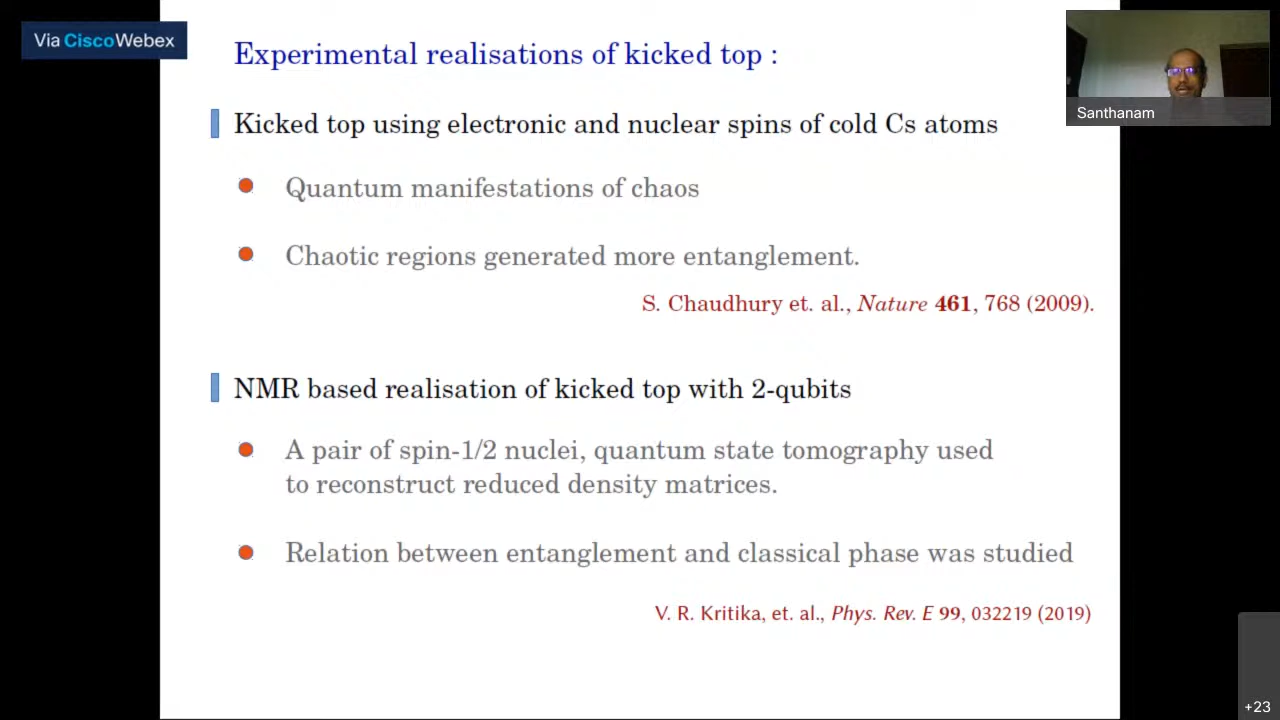 Via CiscoWebex
Experimental realisations of kicked top :
Santhanam
Kicked top using electronic and nuclear spins of cold Cs atoms
Quantum manifestations of chaos
Chaotic regions generated more entanglement.
S. Chaudhury et. al., Nature 461, 768 (2009).
NMR based realisation of kicked top with 2-qubits
A pair of spin-1/2 nuclei, quantum state tomography used
to reconstruct reduced density matrices.
Relation between entanglement and classical phase was studied
V. R. Kritika, et. al., Phys. Rev. E 99, 032219 (2019)
+23